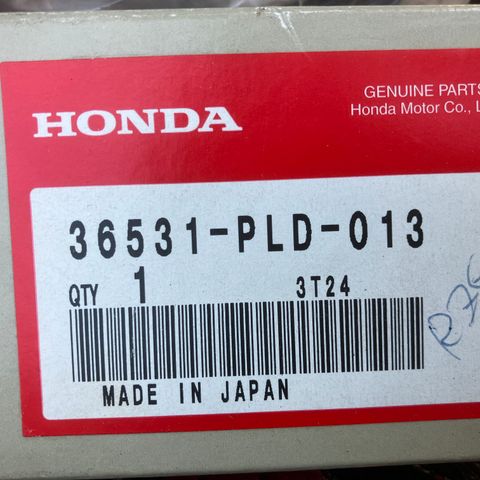 HONDA
GENUINE PARTS
Honda Motor Co., L
36531-PLD-013
QTY 1 3T24
MADE IN JAPAN